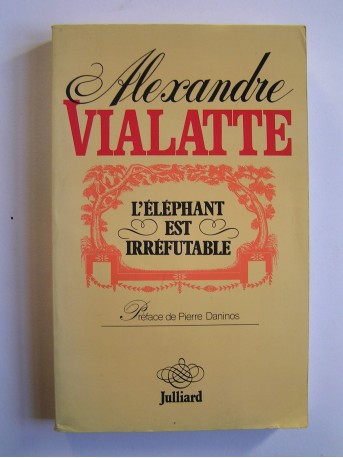 Alexandre
VIALATTE
L'ÉLÉPHANT
EST
IRRÉFUTABLE
Préface de Pierre Daninos
Julliard